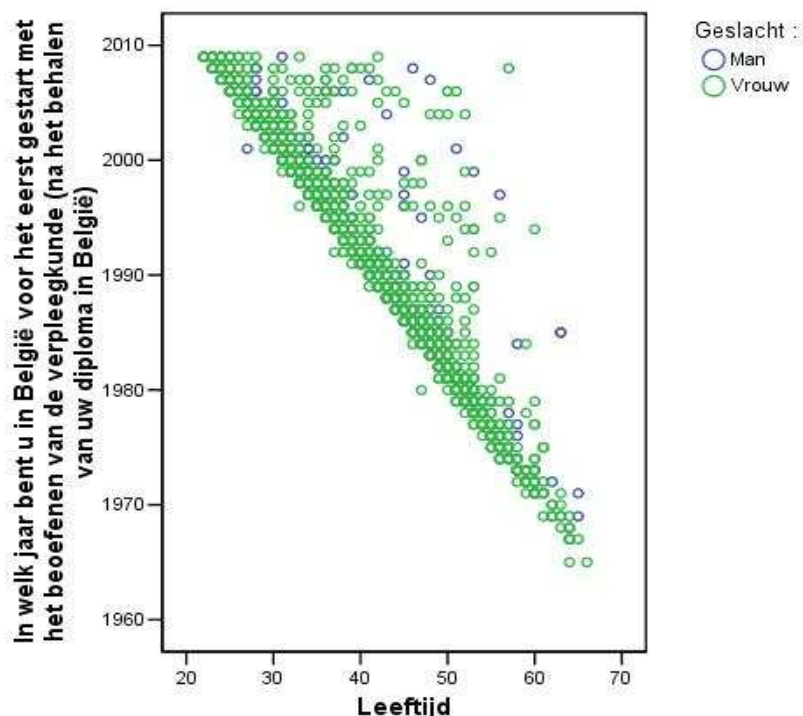 In welk jaar bent u in België voor het eerst gestart met
het beoefenen van de verpleegkunde (na het behalen
van uw diploma in België)
2010
2000
1990
1980
1970
1960
20 30 40 50 60 70
Leeftijd
Geslacht :
Man
Vrouw